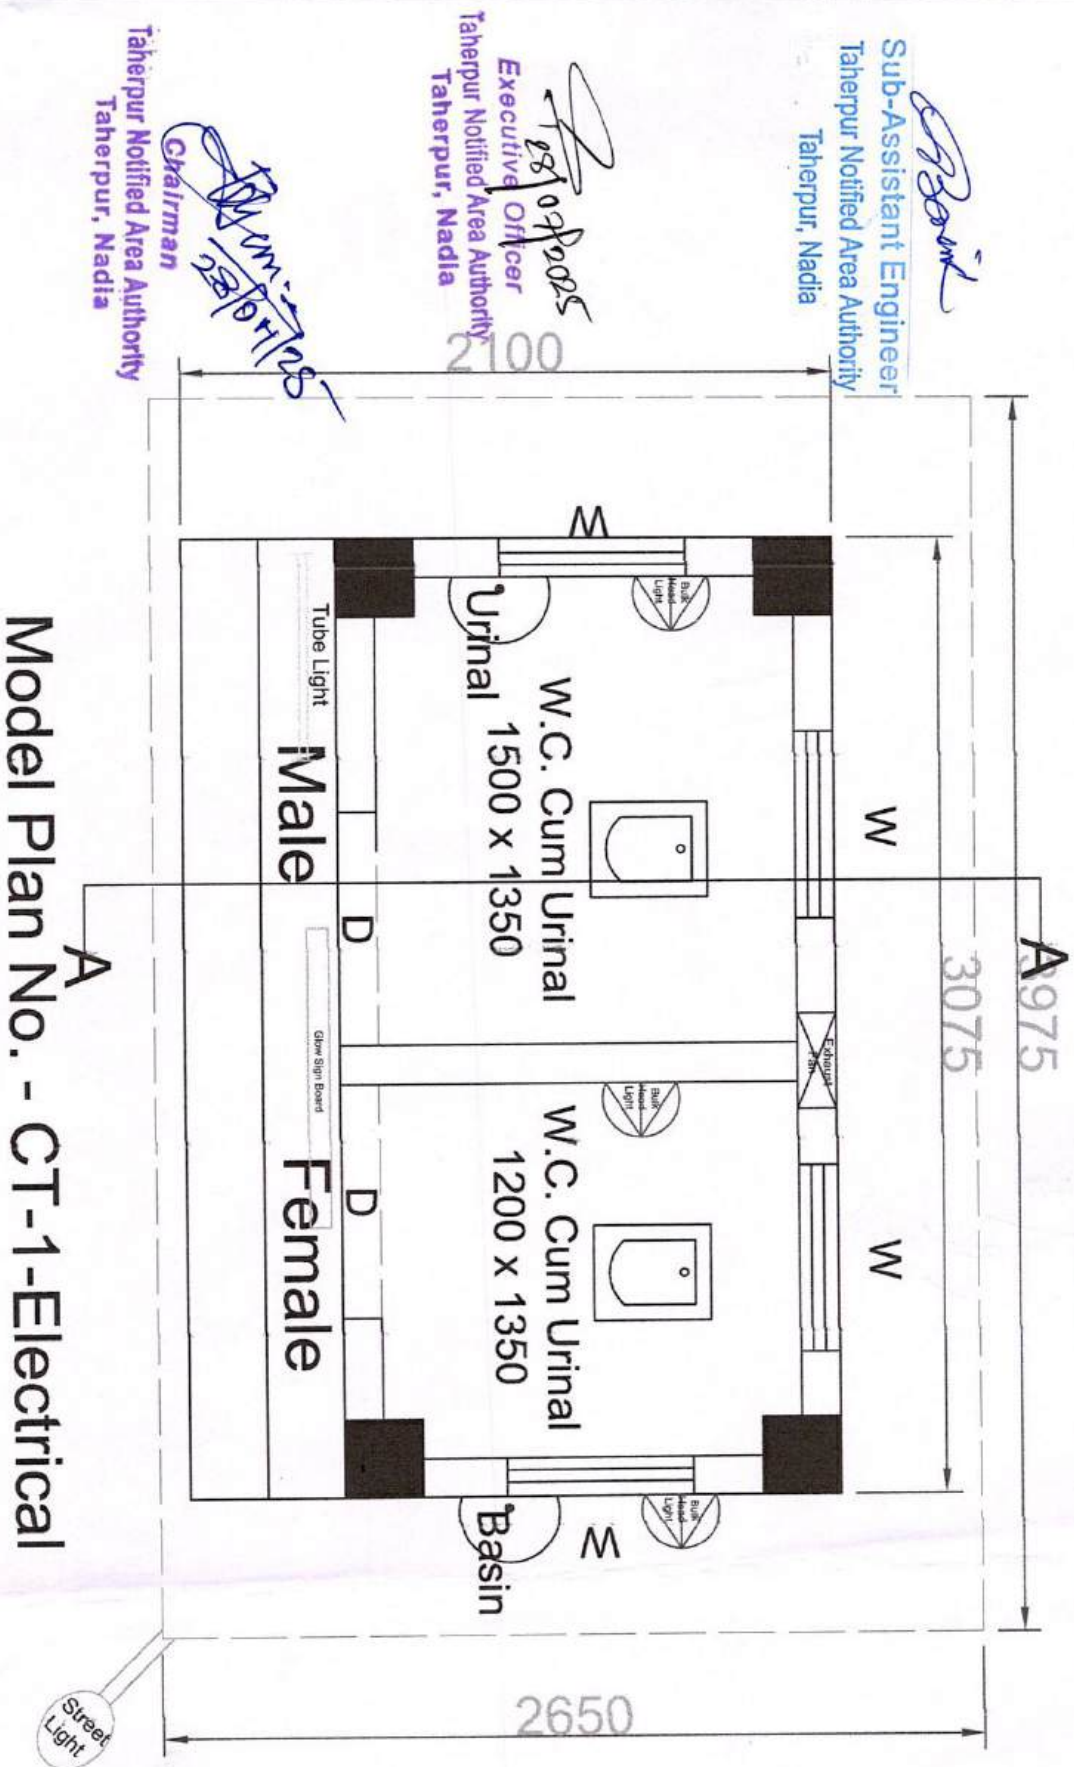 Sub-Assistant Engineer
Taherpur Notified Area Authority
Taherpur, Nadia
28/07/2025
Executive Officer
Taherpur Notified Area Authority
Taherpur, Nadia
Chairman
Taherpur Notified Area Authority
Taherpur, Nadia
3975
3075
A
W
W
Exhaust
Fan
2100
2650
W
Bulk
Head
Light
Urinal
W.C. Cum Urinal
1500 x 1350
Bulk
Head
Light
W.C. Cum Urinal
1200 x 1350
Bulk
Head
Light
W
Basin
D
D
Tube Light
Male
Glow Sign Board
Female
A
Street
Light
Model Plan No. - CT-1-Electrical